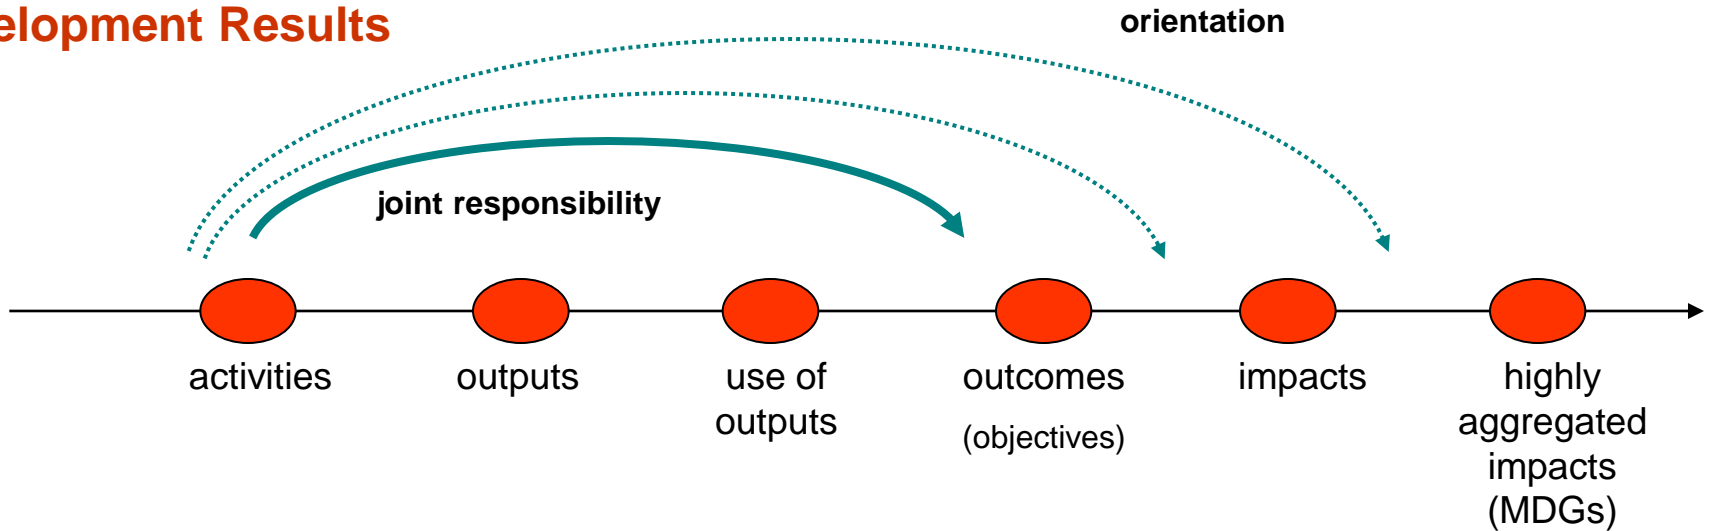 elopment Results
orientation
joint responsibility
activities
outputs
use of
outputs
outcomes
(objectives)
impacts
highly
aggregated
impacts
(MDGs)